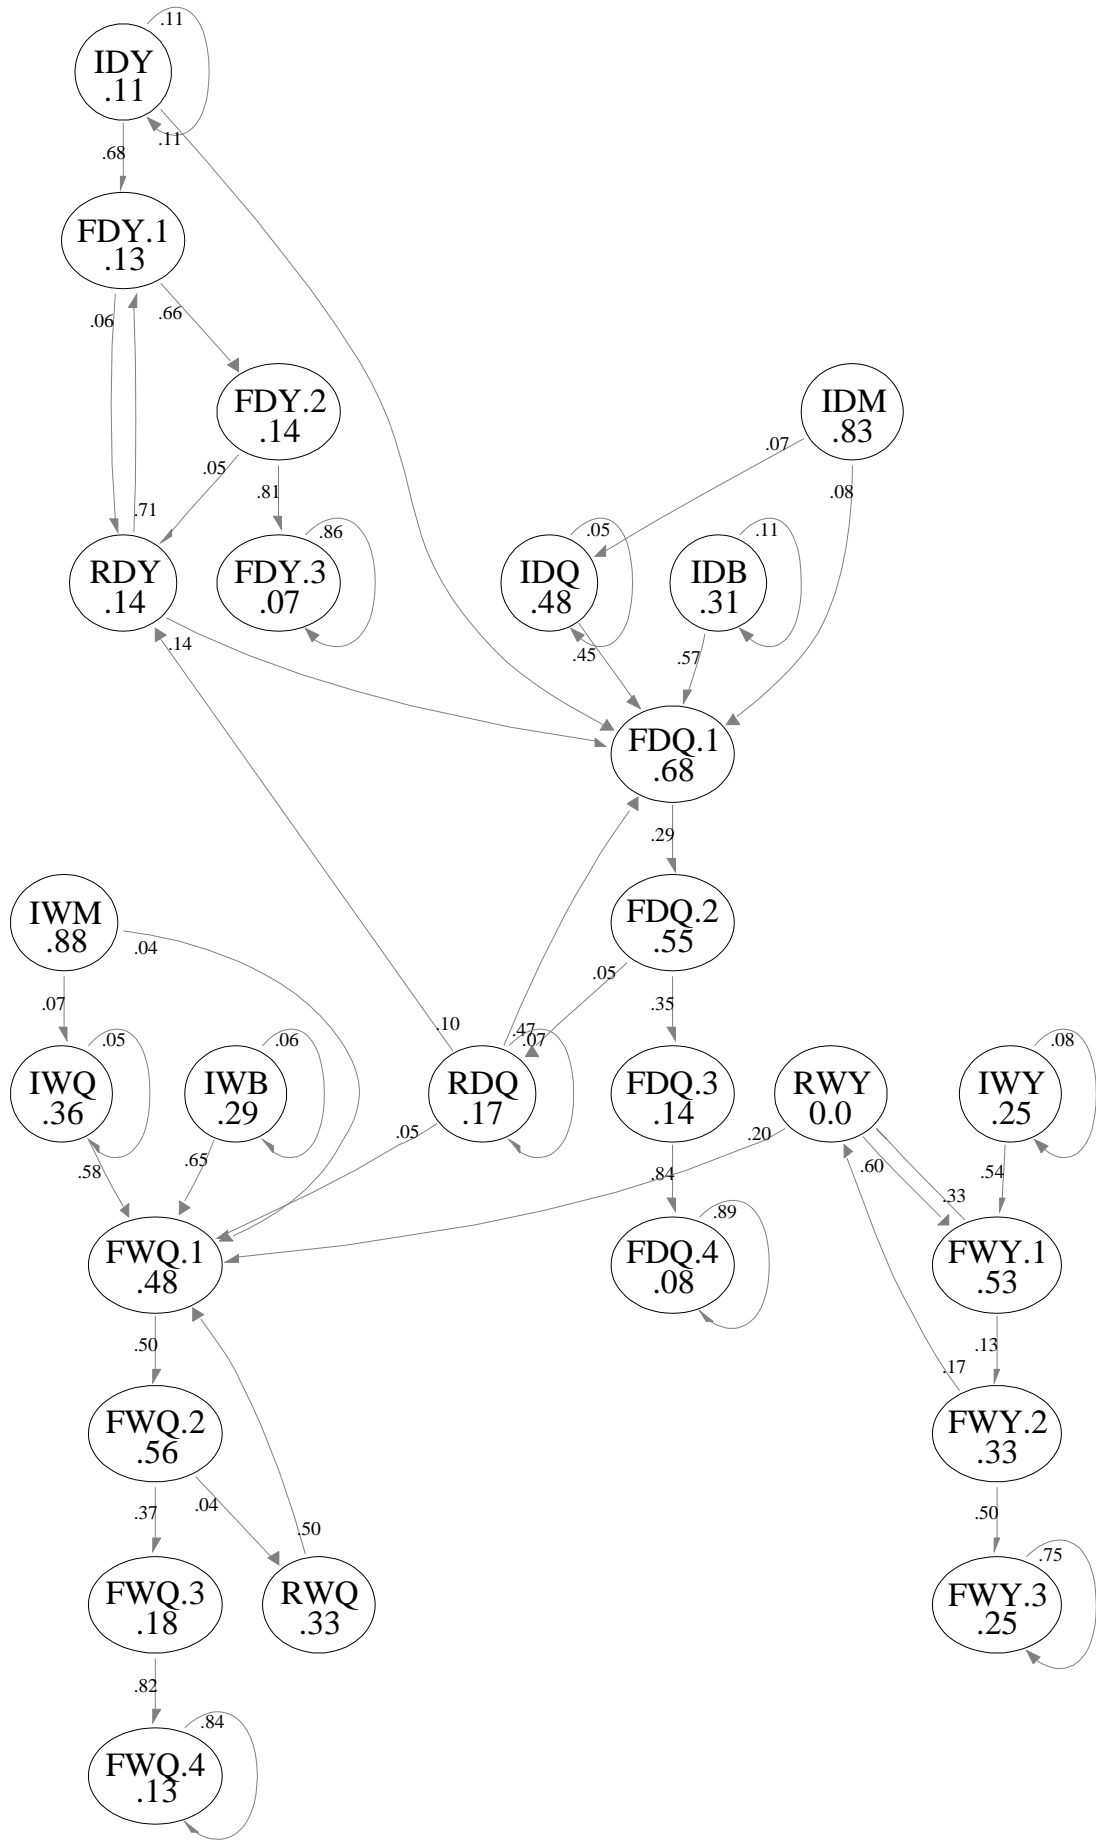 .11
IDY
.11
.11
.68
FDY.1
.13
.06
.66
FDY.2
.14
IDM
.83
.05
.07
.81
.08
.71
.86
.05
.11
RDY
.14
FDY.3
.07
IDQ
.48
IDB
.31
.14
.45
.57
FDQ.1
.68
.29
IWM
.88
FDQ.2
.55
.04
.05
.07
.35
.10
.47
.07
.05
.06
.08
IWQ
.36
IWB
.29
RDQ
.17
FDQ.3
.14
RWY
0.0
IWY
.25
.05
.20
.58
.65
.84
.60
.54
.33
.89
FWQ.1
.48
FDQ.4
.08
FWY.1
.53
.50
.13
.17
FWQ.2
.56
FWY.2
.33
.37
.04
.50
.50
.75
FWQ.3
.18
RWQ
.33
FWY.3
.25
.82
.84
FWQ.4
.13